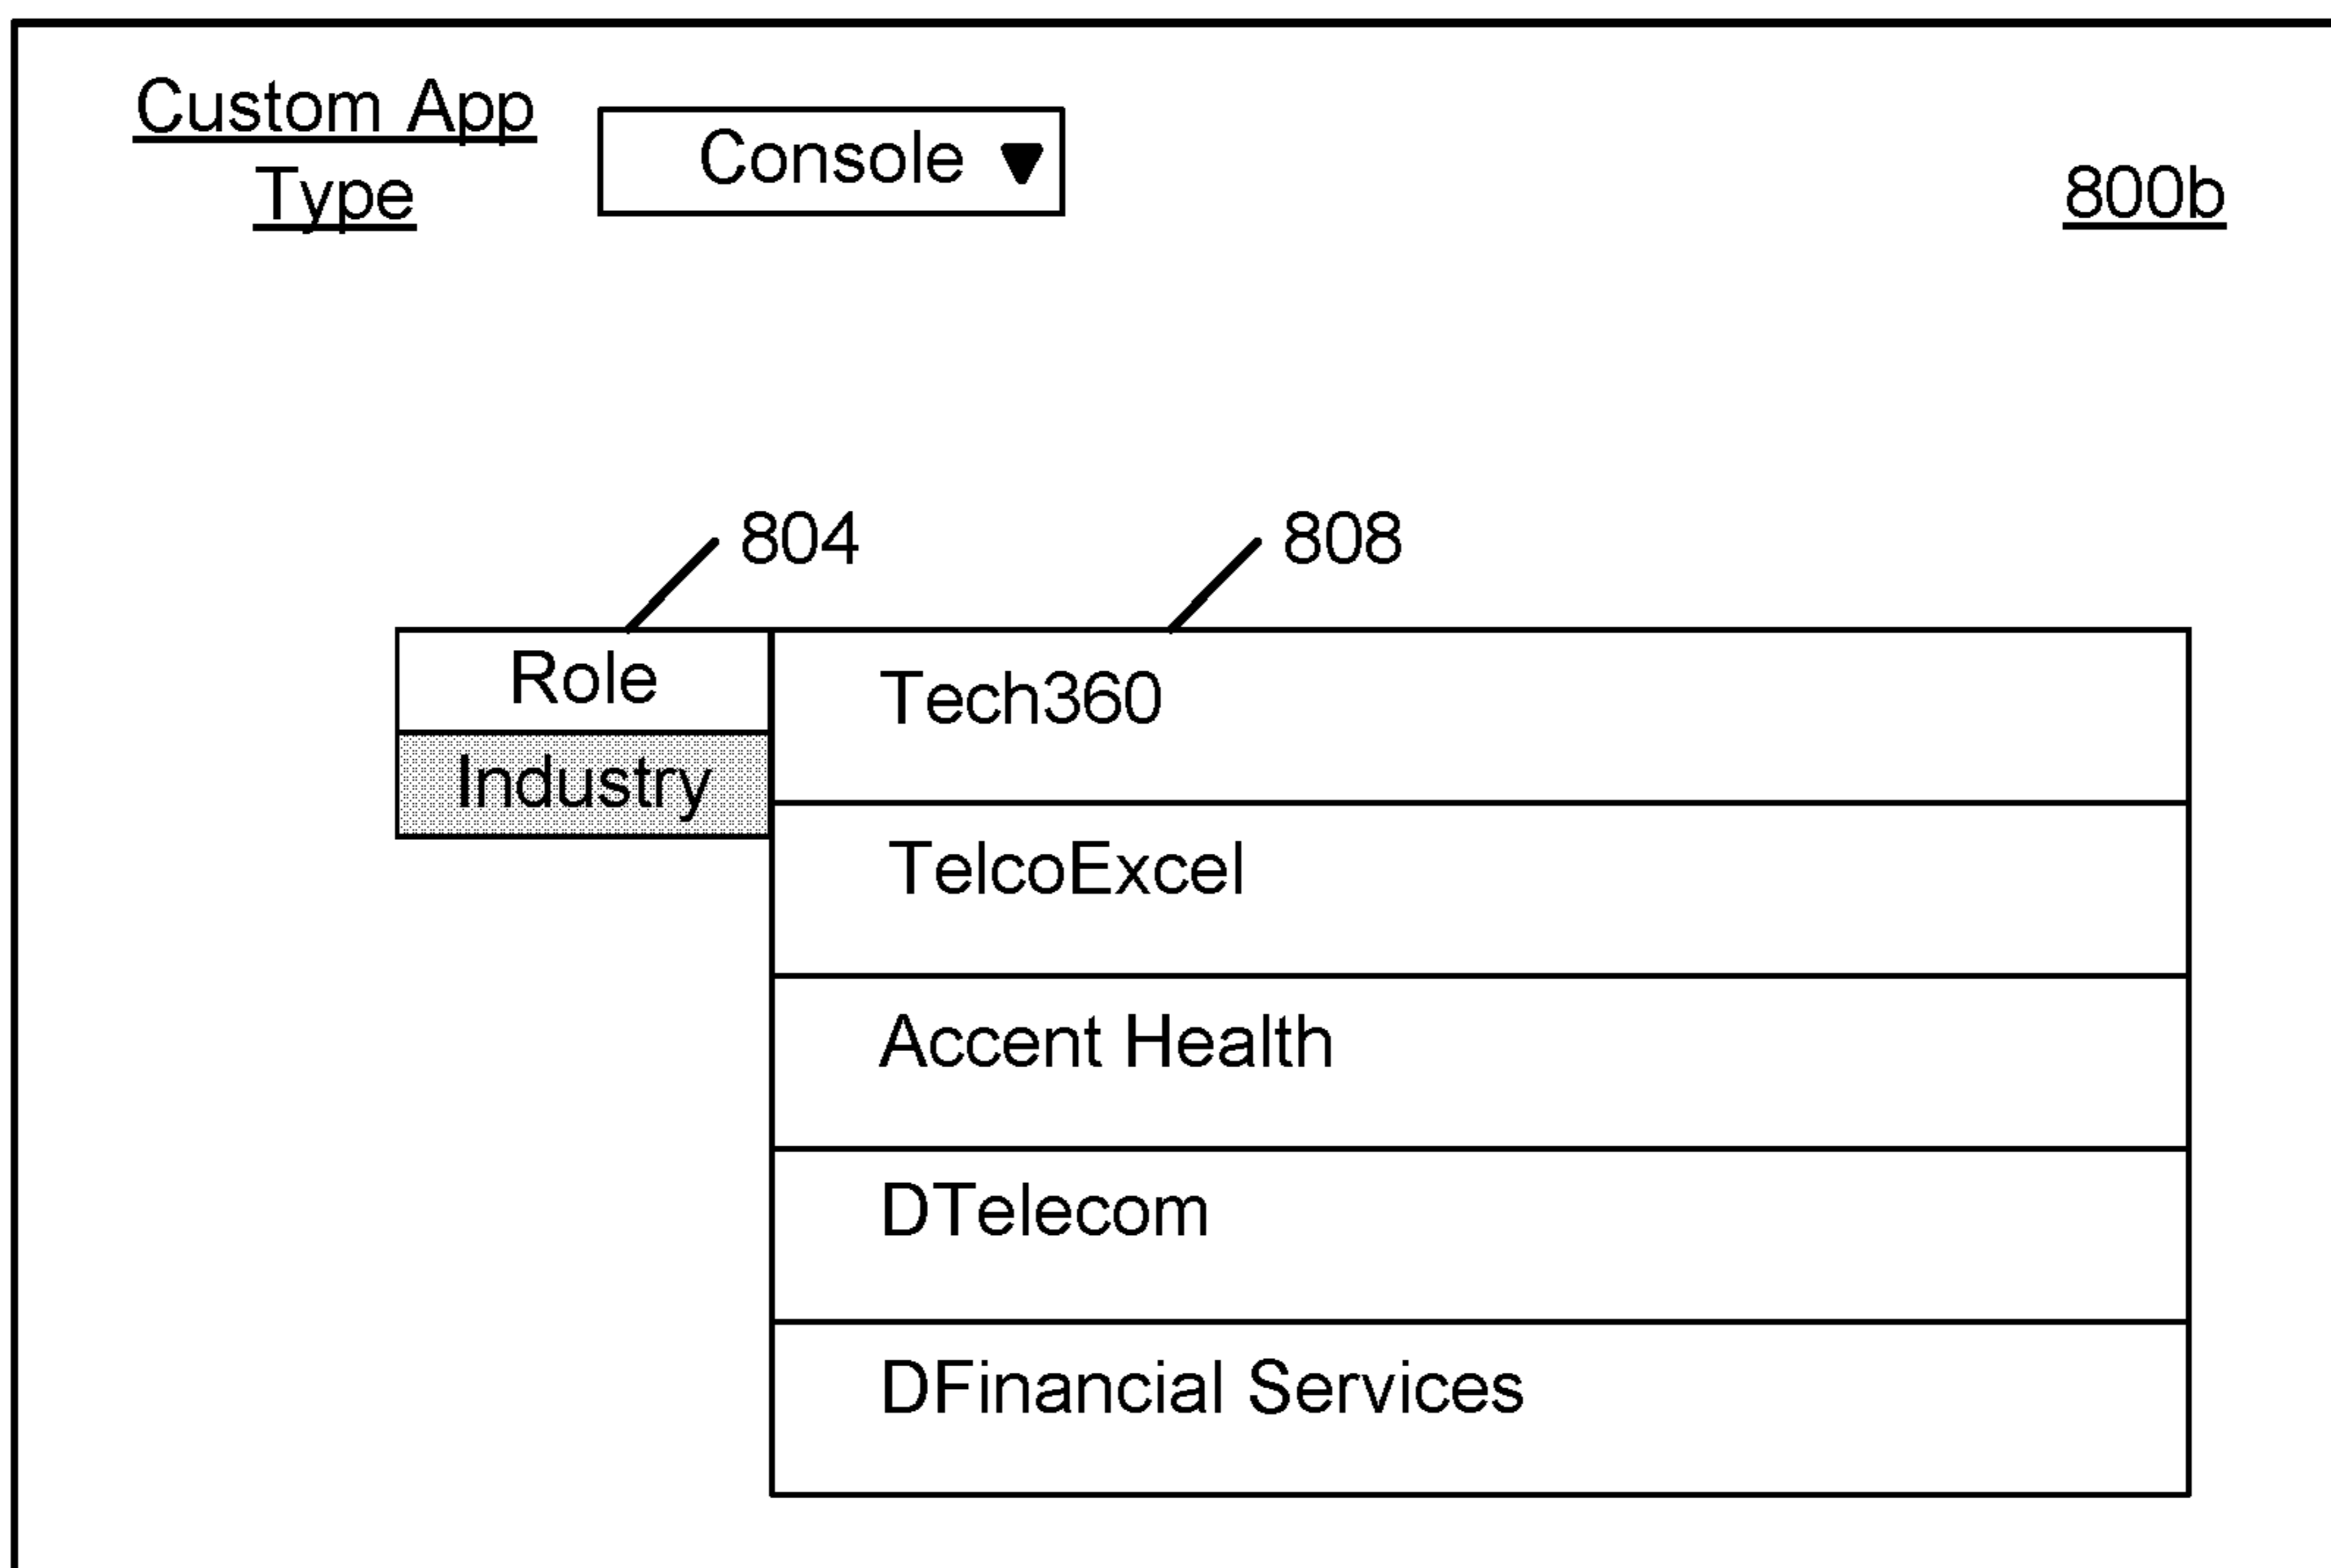 Custom App
Type
Console
800b
804
808
Role
Industry
Tech360
TelcoExcel
Accent Health
DTelecom
DFinancial Services